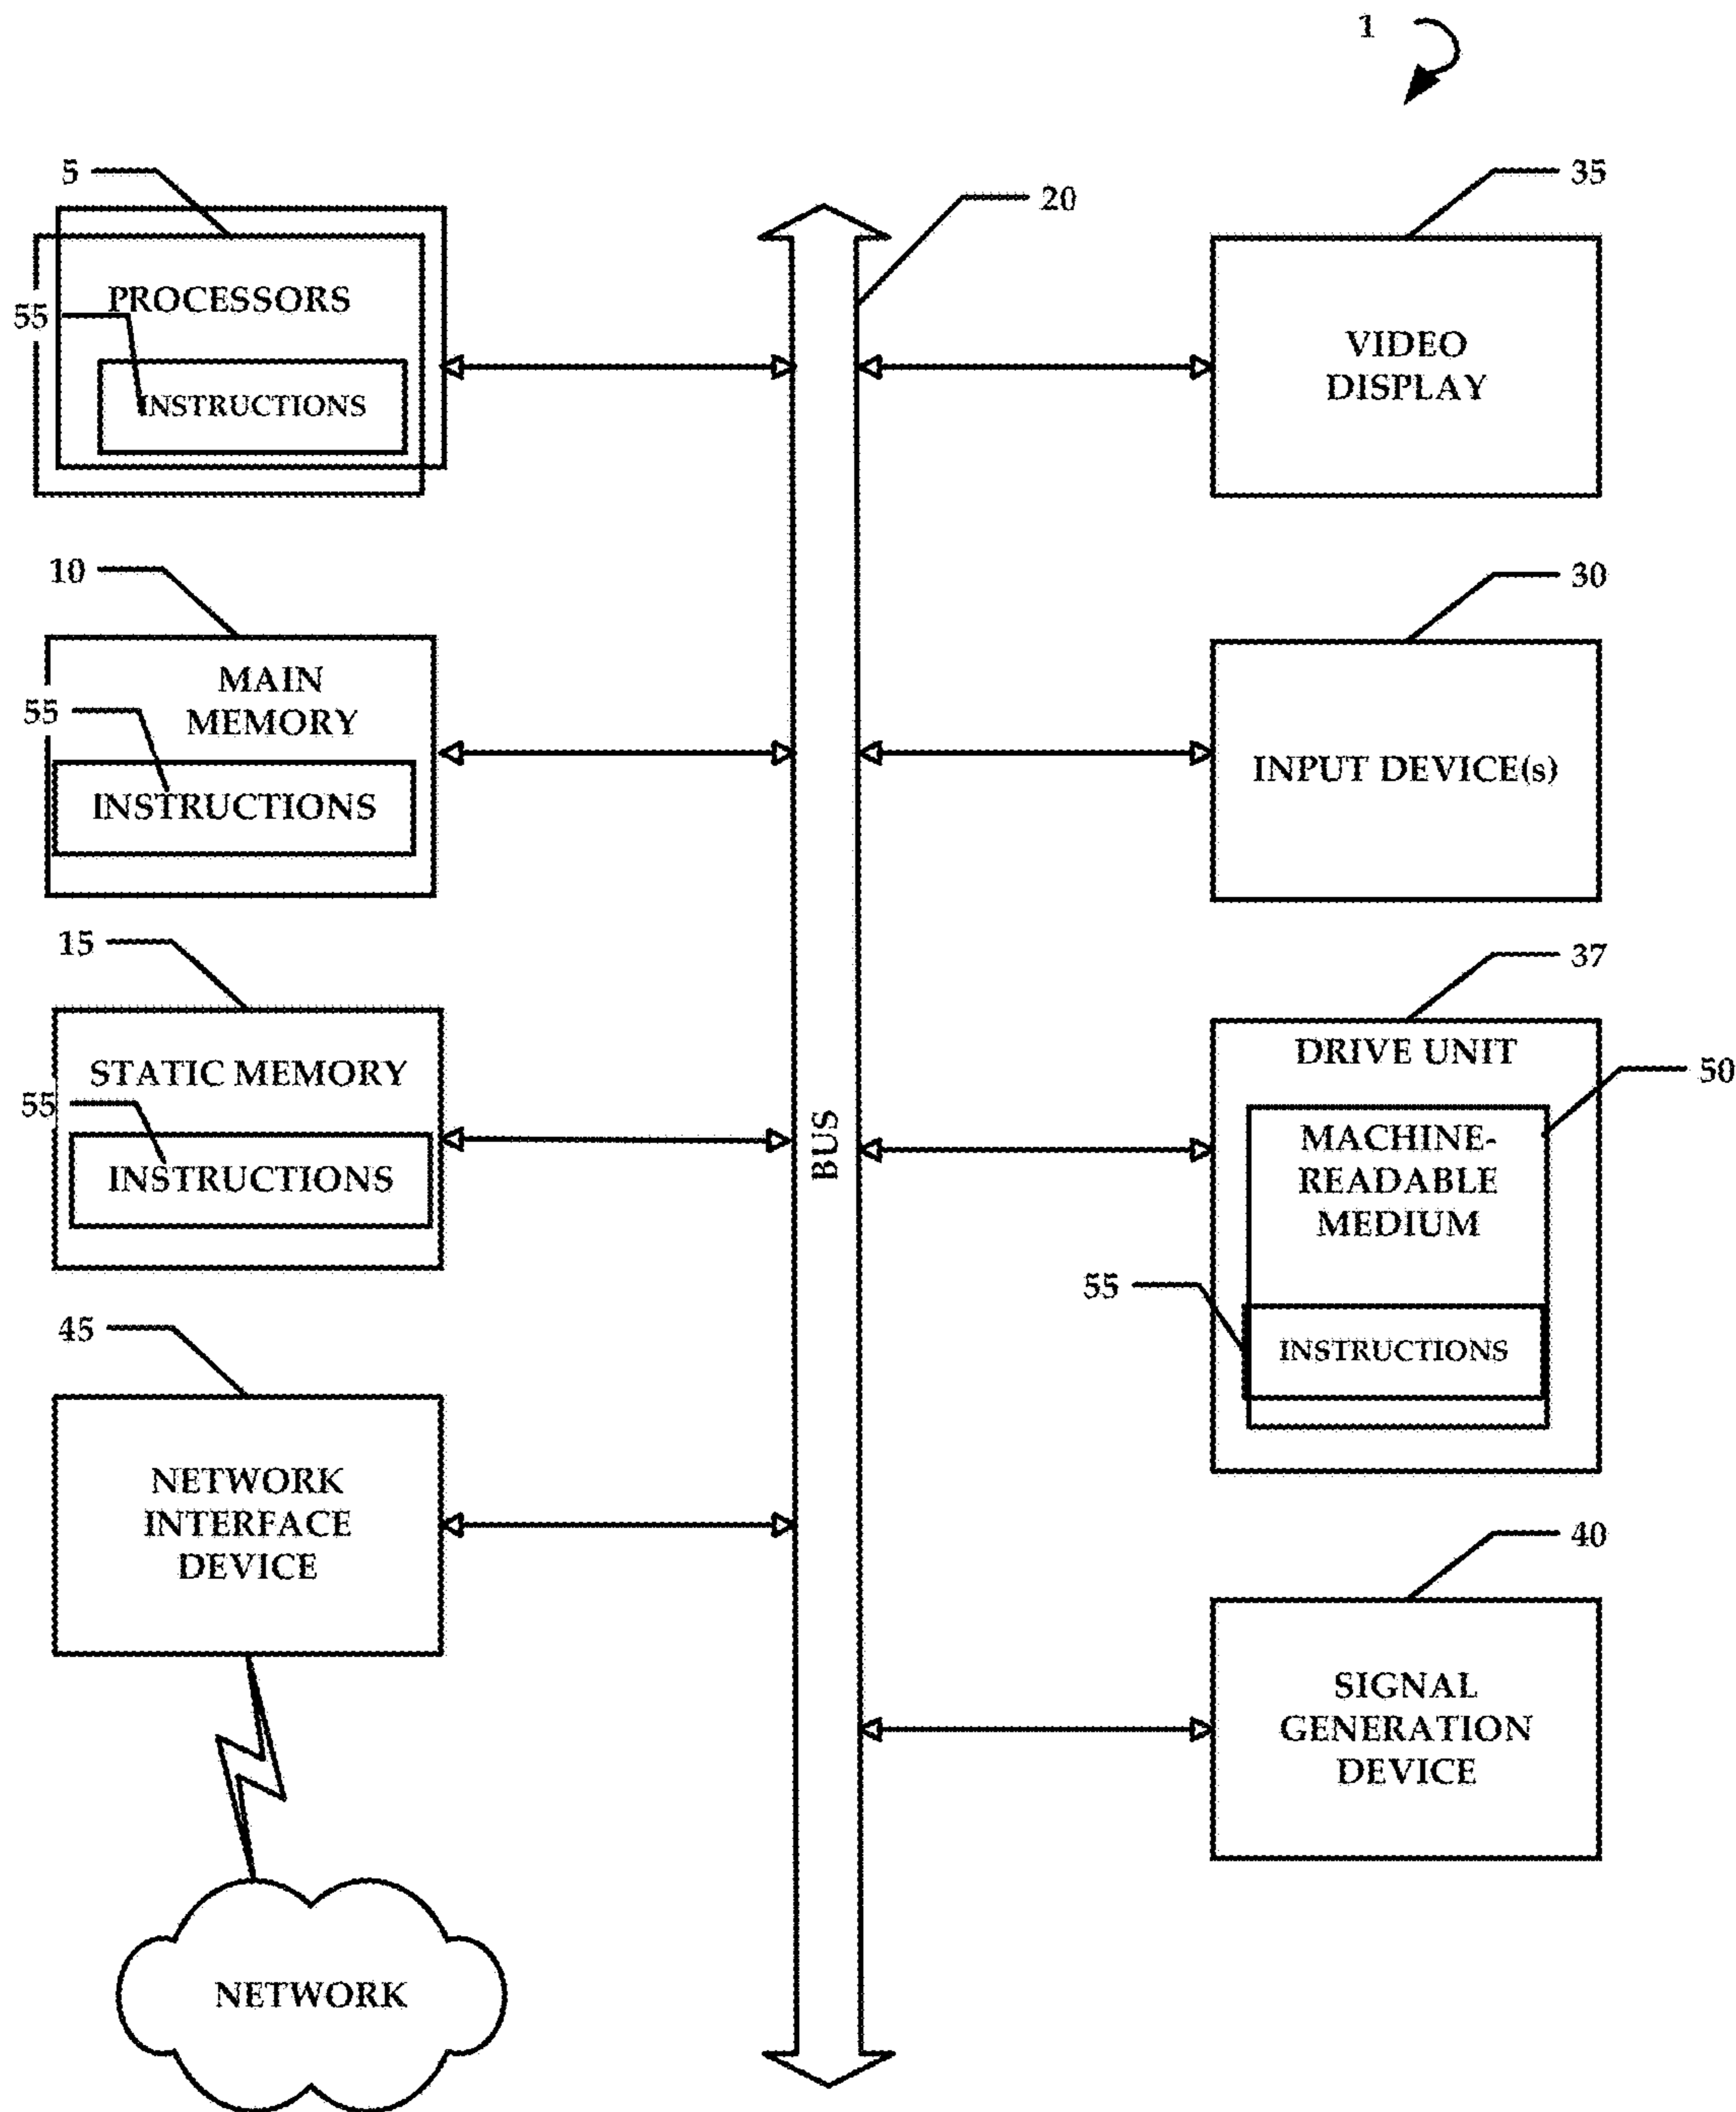 1
5
PROCESSORS
55
INSTRUCTIONS
20
35
VIDEO
DISPLAY
10
MAIN
MEMORY
55
INSTRUCTIONS
30
INPUT DEVICE(s)
15
STATIC MEMORY
55
INSTRUCTIONS
BUS
37
DRIVE UNIT
50
MACHINE-
READABLE
MEDIUM
55
INSTRUCTIONS
45
NETWORK
INTERFACE
DEVICE
40
SIGNAL
GENERATION
DEVICE
NETWORK